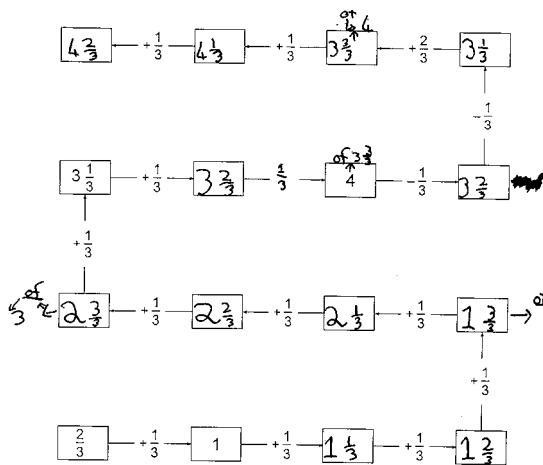 or
4
4 2/3 + 1/3 4 1/3 + 1/3 3 3/3 + 2/3 3 1/3
− 1/3
of 3 3/3
3 1/3 + 1/3 3 2/3 1/3 4 − 1/3 3 2/3
+ 1/3
of
3 2 3/3 + 1/3 2 2/3 + 1/3 2 1/3 + 1/3 1 3/3
+ 1/3
2/3 + 1/3 1 + 1/3 1 1/3 + 1/3 1 2/3